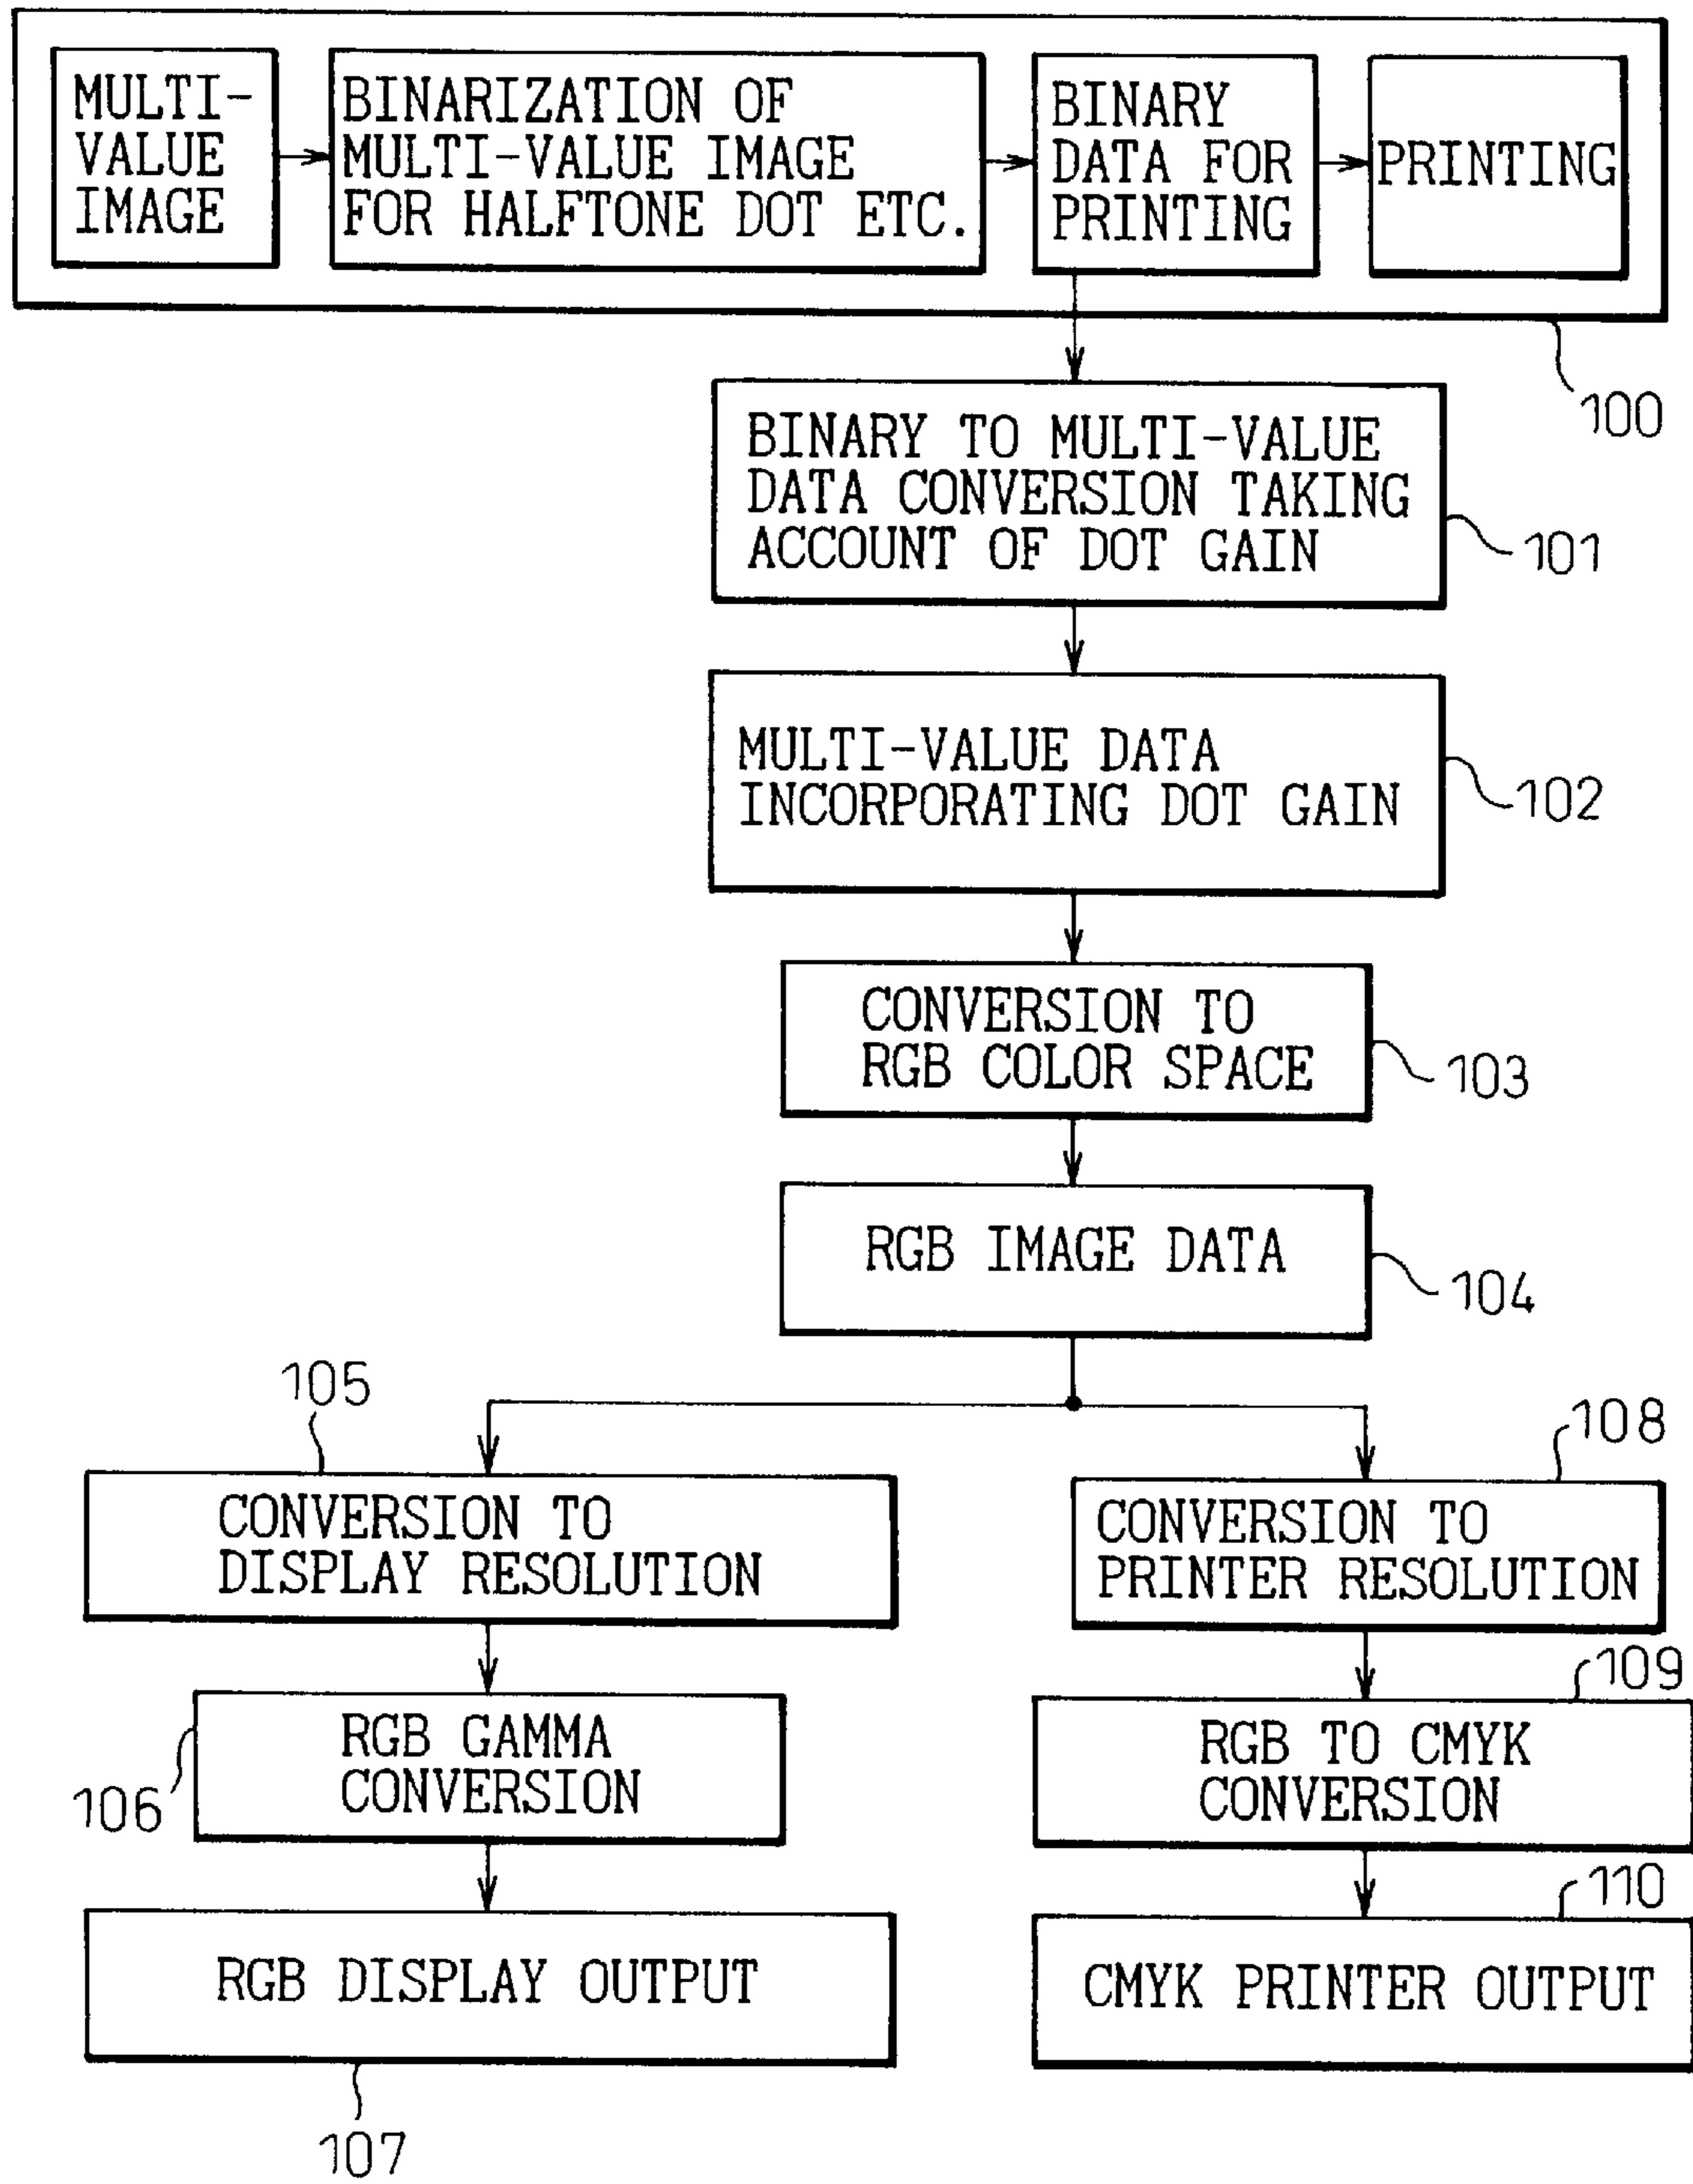 MULTI-
VALUE
IMAGE
BINARIZATION OF
MULTI-VALUE IMAGE
FOR HALFTONE DOT ETC.
BINARY
DATA FOR
PRINTING
PRINTING
100
BINARY TO MULTI-VALUE
DATA CONVERSION TAKING
ACCOUNT OF DOT GAIN
101
MULTI-VALUE DATA
INCORPORATING DOT GAIN
102
CONVERSION TO
RGB COLOR SPACE
103
RGB IMAGE DATA
104
105
CONVERSION TO
DISPLAY RESOLUTION
108
CONVERSION TO
PRINTER RESOLUTION
106
RGB GAMMA
CONVERSION
109
RGB TO CMYK
CONVERSION
RGB DISPLAY OUTPUT
107
110
CMYK PRINTER OUTPUT